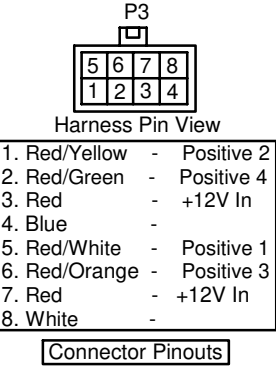 P3
5 6 7 8
1 2 3 4
Harness Pin View
1. Red/Yellow - Positive 2
2. Red/Green - Positive 4
3. Red - +12V In
4. Blue -
5. Red/White - Positive 1
6. Red/Orange - Positive 3
7. Red - +12V In
8. White -
Connector Pinouts